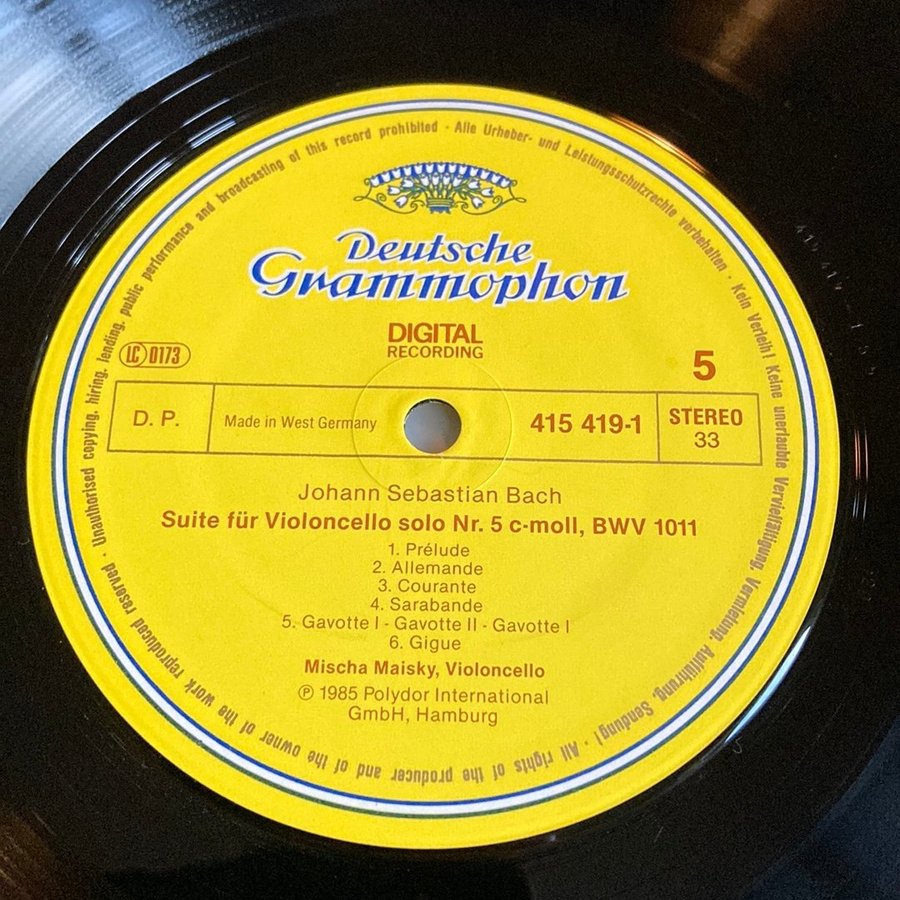 Deutsche
Grammophon
DIGITAL
RECORDING
LC 0173
5
D. P.
Made in West Germany
415 419-1
STEREO
33
Johann Sebastian Bach
Suite für Violoncello solo Nr. 5 c-moll, BWV 1011
1. Prélude
2. Allemande
3. Courante
4. Sarabande
5. Gavotte I - Gavotte II - Gavotte I
6. Gigue
Mischa Maisky, Violoncello
℗ 1985 Polydor International
GmbH, Hamburg
Alle Urheber- und Leistungsschutzrechte vorbehalten · Kein Verleih! Keine unerlaubte Vervielfältigung, Vermietung, Aufführung, Sendung! · All rights of the producer and of the owner of the work reproduced reserved · Unauthorised copying, hiring, lending, public performance and broadcasting of this record prohibited ·